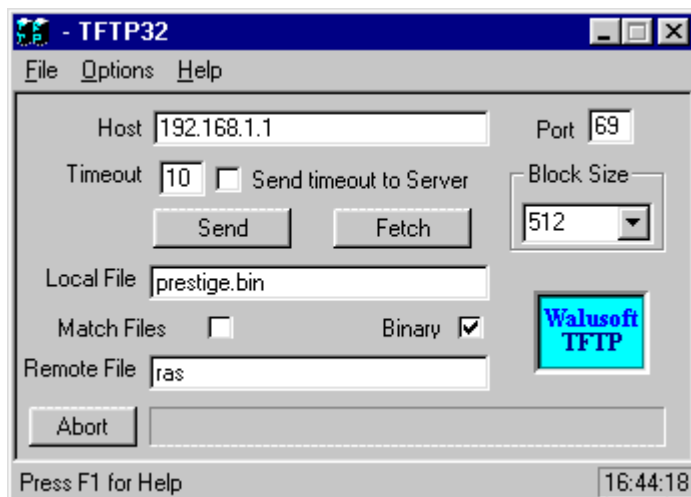 - TFTP32
File Options Help
Host 192.168.1.1 Port 69
Timeout 10 Send timeout to Server Block Size
Send Fetch 512
Local File prestige.bin
Match Files Binary
Walusoft
TFTP
Remote File ras
Abort
Press F1 for Help 16:44:18